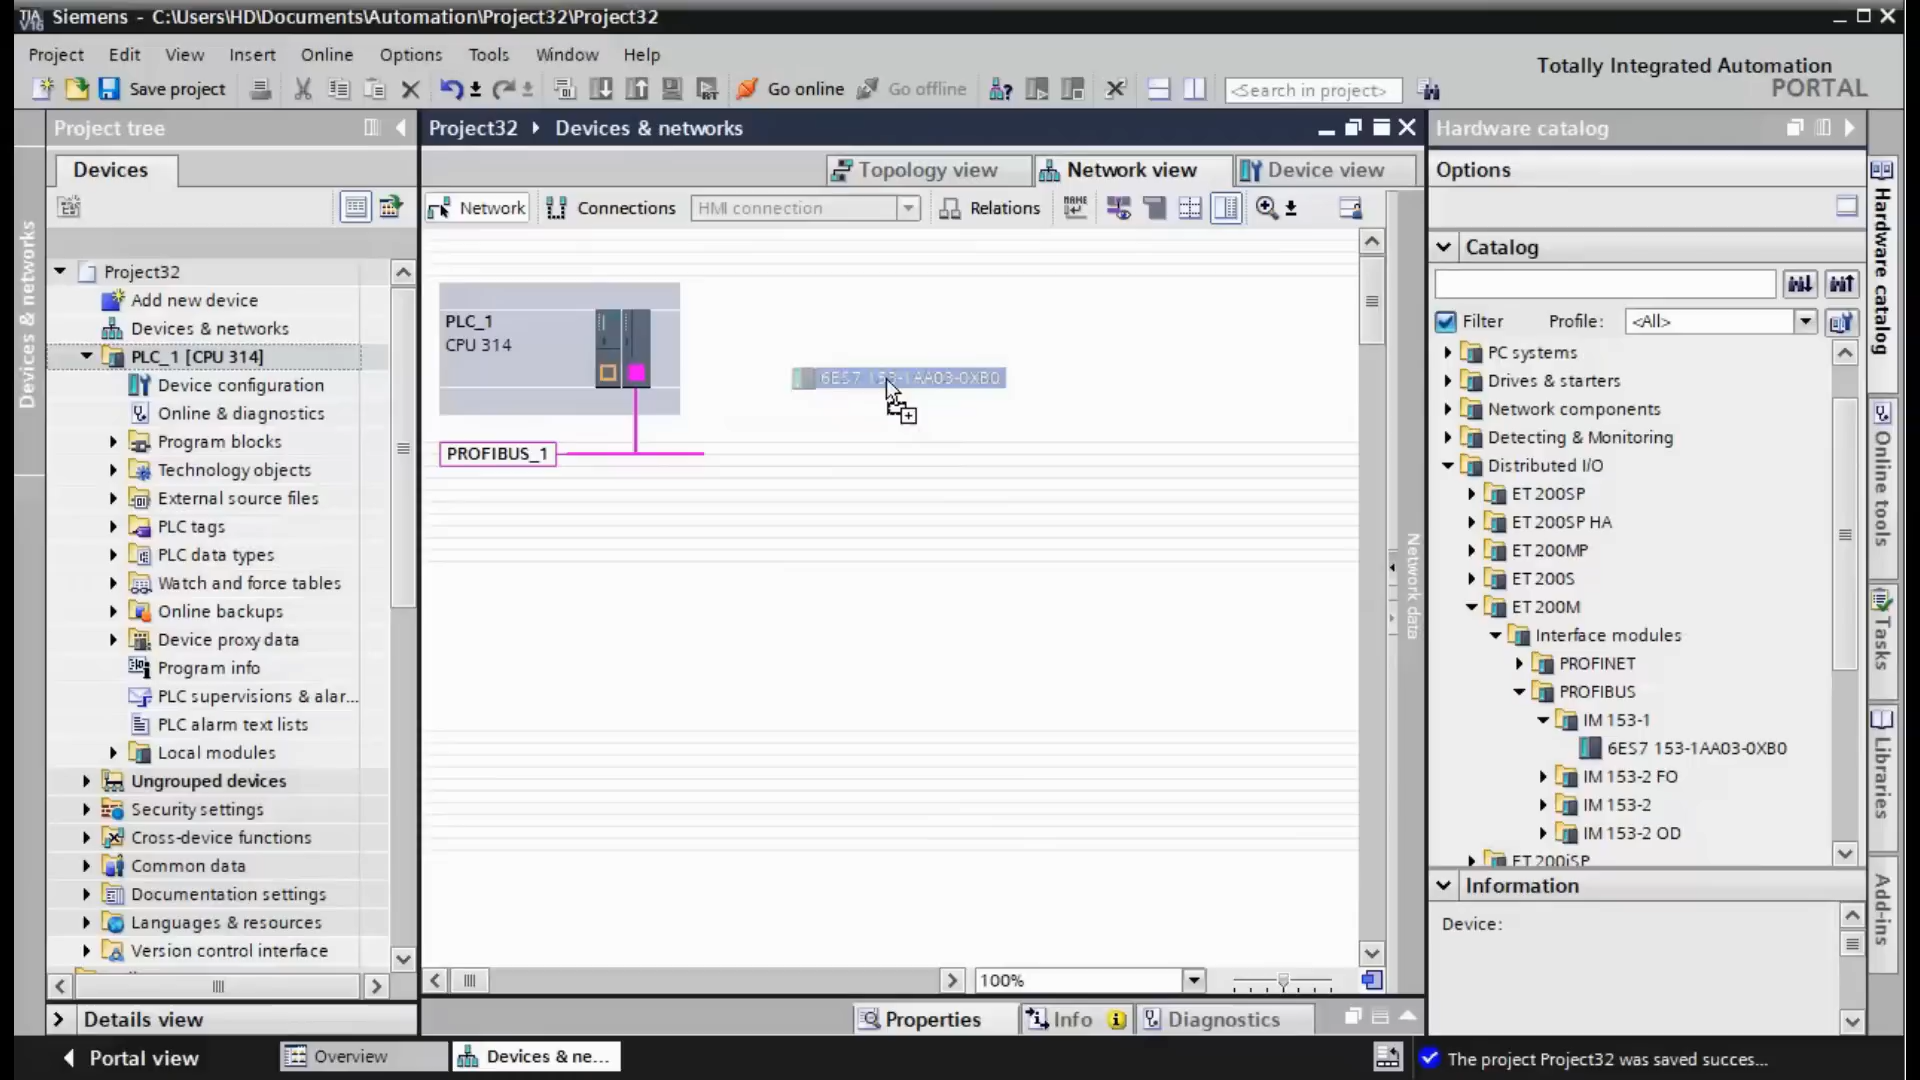 Siemens - C:\Users\HD\Documents\Automation\Project32\Project32
Project Edit View Insert Online Options Tools Window Help
Totally Integrated Automation
PORTAL
Save project
Go online
Go offline
<Search in project>
Project tree
Project32 Devices & networks
Hardware catalog
Devices
Topology view
Network view
Device view
Options
Network
Connections
HMI connection
Relations
Devices & networks
Project32
Add new device
Devices & networks
PLC_1 [CPU 314]
Device configuration
Online & diagnostics
Program blocks
Technology objects
External source files
PLC tags
PLC data types
Watch and force tables
Online backups
Device proxy data
Program info
PLC supervisions & alar...
PLC alarm text lists
Local modules
Ungrouped devices
Security settings
Cross-device functions
Common data
Documentation settings
Languages & resources
Version control interface
Details view
PLC_1
CPU 314
6ES7 153-1AA03-0XB0
PROFIBUS_1
Network data
100%
Properties
Info
Diagnostics
Catalog
Filter
Profile:
<All>
PC systems
Drives & starters
Network components
Detecting & Monitoring
Distributed I/O
ET 200SP
ET 200SP HA
ET 200MP
ET 200S
ET 200M
Interface modules
PROFINET
PROFIBUS
IM 153-1
6ES7 153-1AA03-0XB0
IM 153-2 FO
IM 153-2
IM 153-2 OD
ET 200iSP
Information
Device:
Hardware catalog
Online tools
Tasks
Libraries
Add-ins
Portal view
Overview
Devices & ne...
The project Project32 was saved succes...